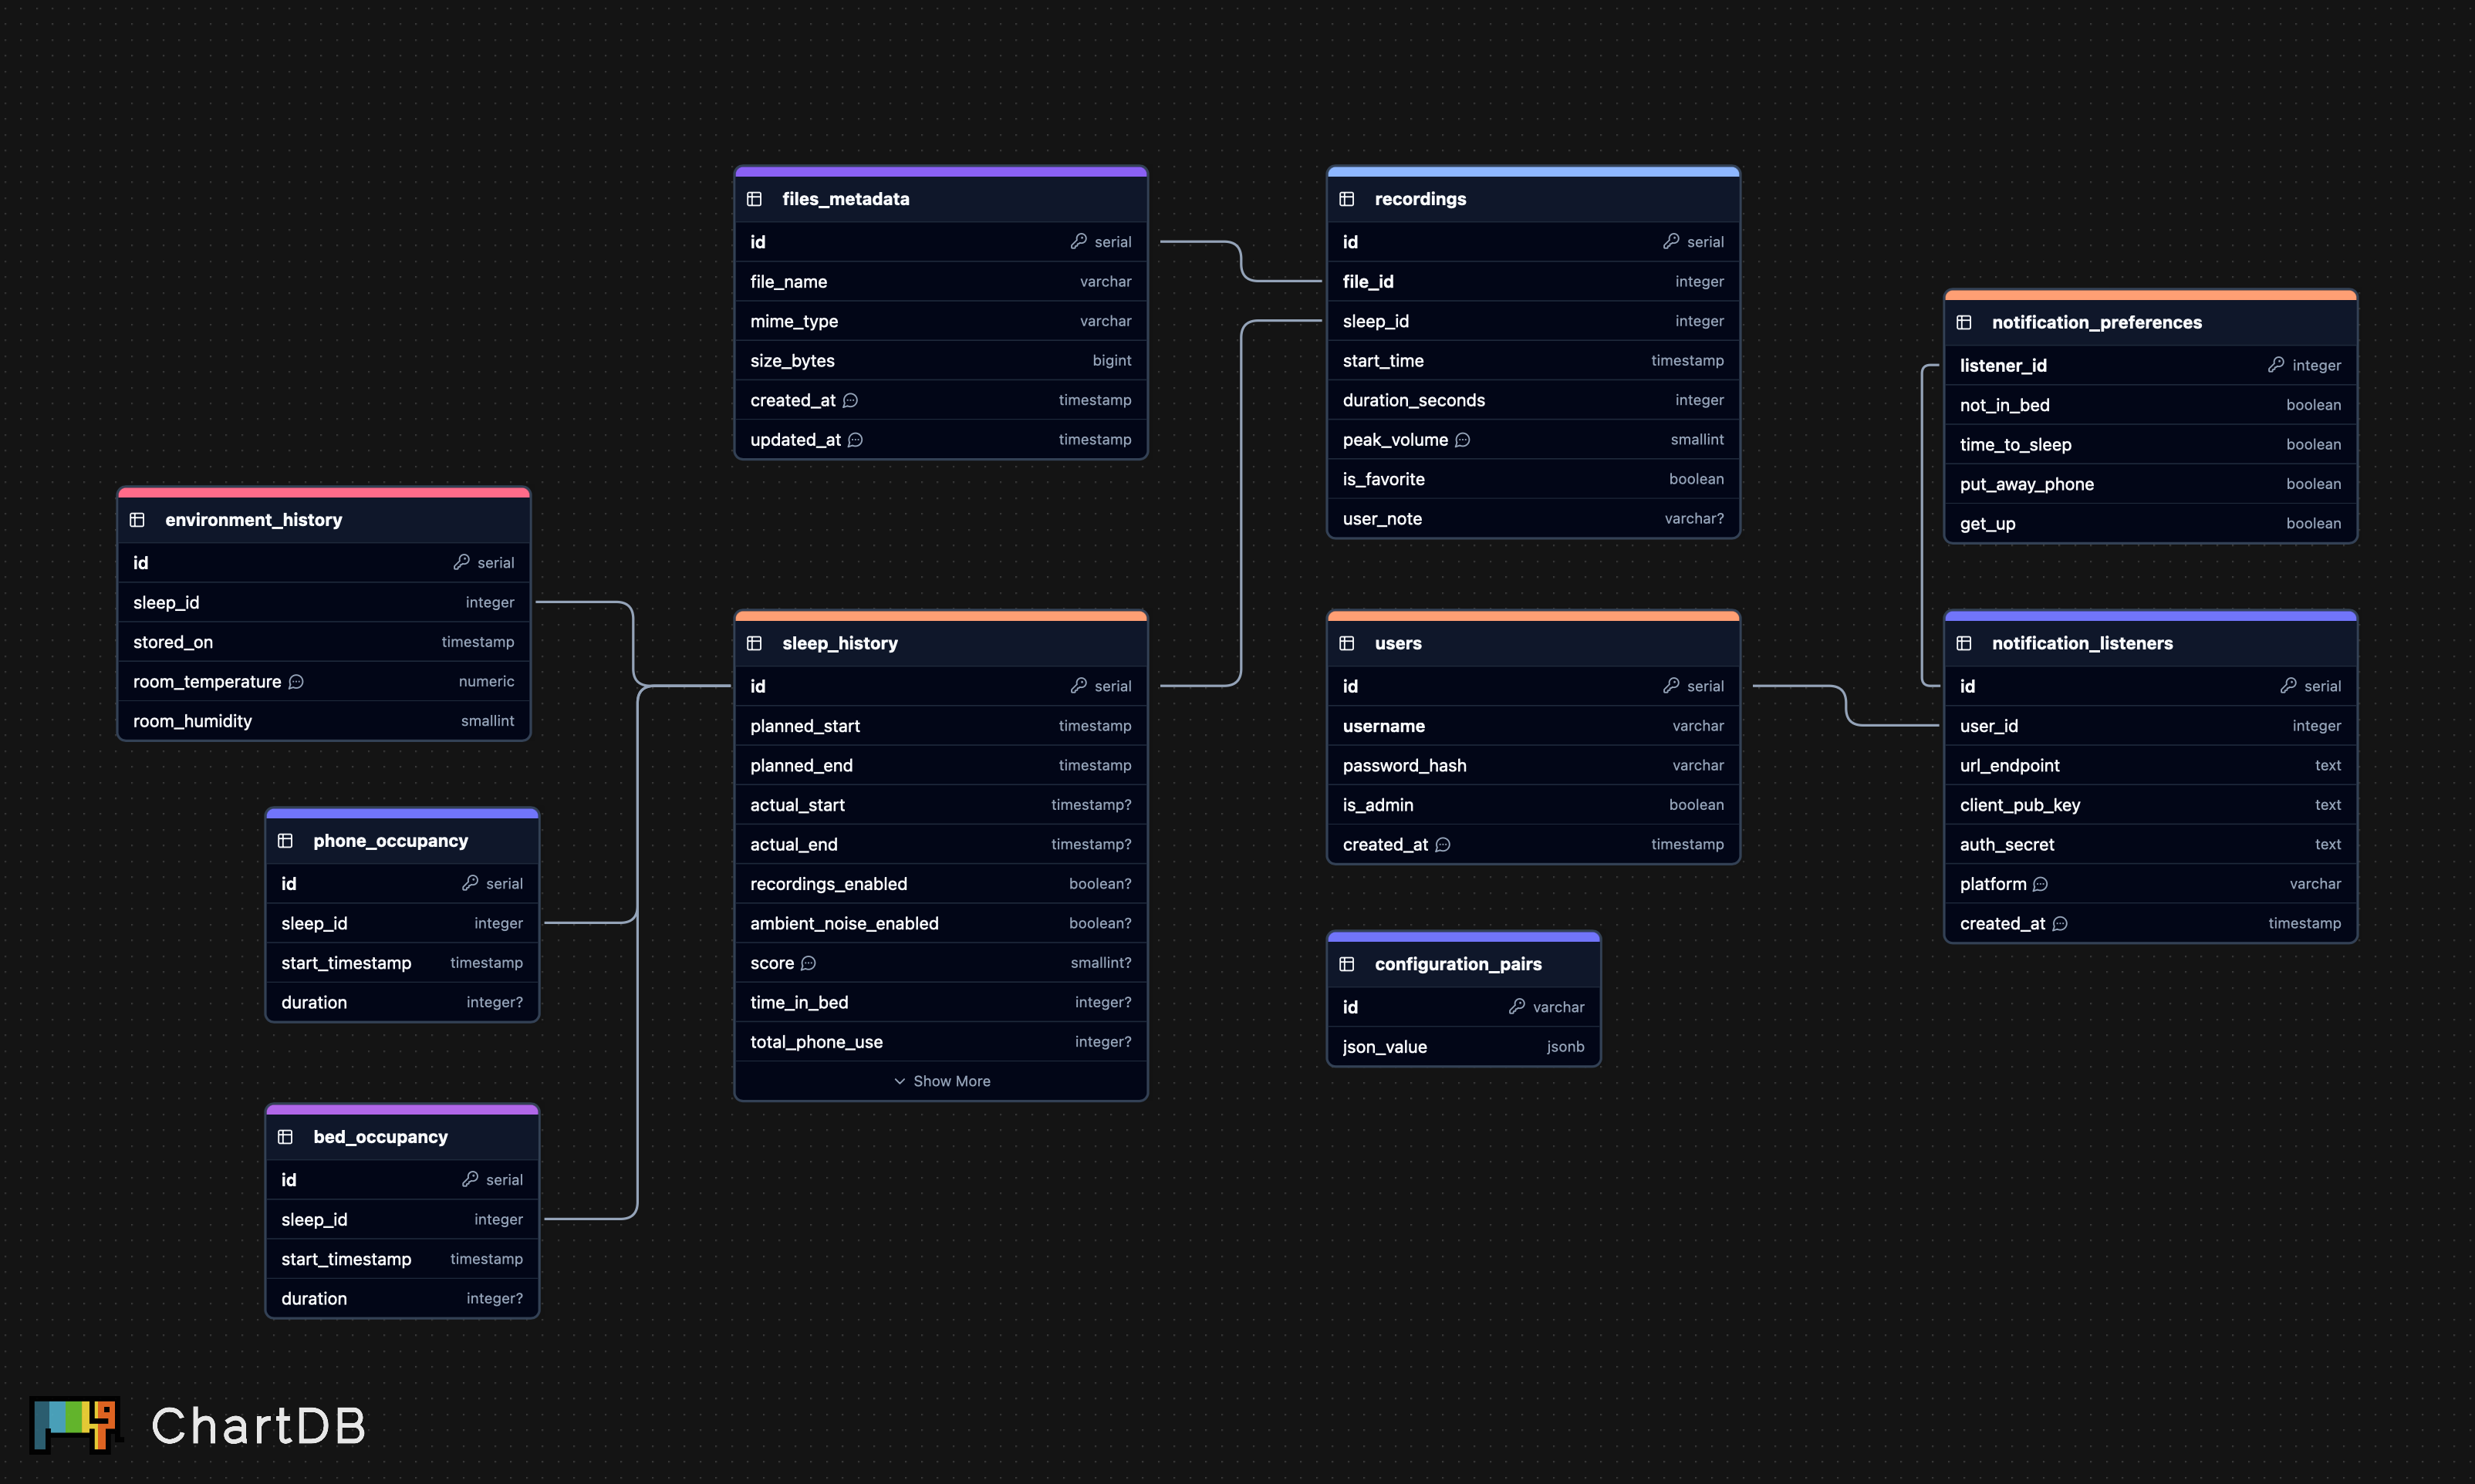 files_metadata
id serial
file_name varchar
mime_type varchar
size_bytes bigint
created_at timestamp
updated_at timestamp
recordings
id serial
file_id integer
sleep_id integer
start_time timestamp
duration_seconds integer
peak_volume smallint
is_favorite boolean
user_note varchar?
notification_preferences
listener_id integer
not_in_bed boolean
time_to_sleep boolean
put_away_phone boolean
get_up boolean
environment_history
id serial
sleep_id integer
stored_on timestamp
room_temperature numeric
room_humidity smallint
sleep_history
id serial
planned_start timestamp
planned_end timestamp
actual_start timestamp?
actual_end timestamp?
recordings_enabled boolean?
ambient_noise_enabled boolean?
score smallint?
time_in_bed integer?
total_phone_use integer?
Show More
users
id serial
username varchar
password_hash varchar
is_admin boolean
created_at timestamp
notification_listeners
id serial
user_id integer
url_endpoint text
client_pub_key text
auth_secret text
platform varchar
created_at timestamp
phone_occupancy
id serial
sleep_id integer
start_timestamp timestamp
duration integer?
configuration_pairs
id varchar
json_value jsonb
bed_occupancy
id serial
sleep_id integer
start_timestamp timestamp
duration integer?
ChartDB